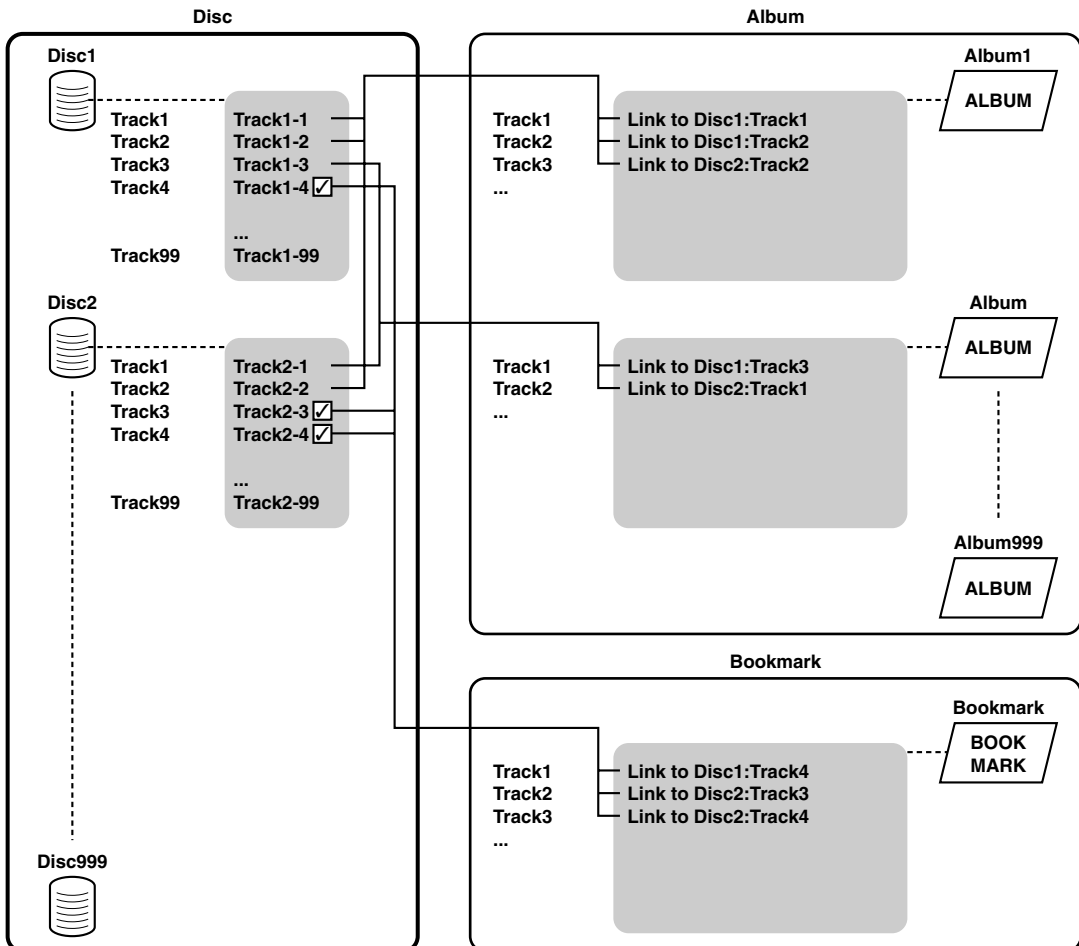 Disc
Disc1
Track1 Track1-1
Track2 Track1-2
Track3 Track1-3
Track4 Track1-4
...
Track99 Track1-99
Disc2
Track1 Track2-1
Track2 Track2-2
Track3 Track2-3
Track4 Track2-4
...
Track99 Track2-99
Disc999
Album
Album1
ALBUM
Track1 Link to Disc1:Track1
Track2 Link to Disc1:Track2
Track3 Link to Disc2:Track2
...
Album
ALBUM
Track1 Link to Disc1:Track3
Track2 Link to Disc2:Track1
...
Album999
ALBUM
Bookmark
Bookmark
BOOK
MARK
Track1 Link to Disc1:Track4
Track2 Link to Disc2:Track3
Track3 Link to Disc2:Track4
...